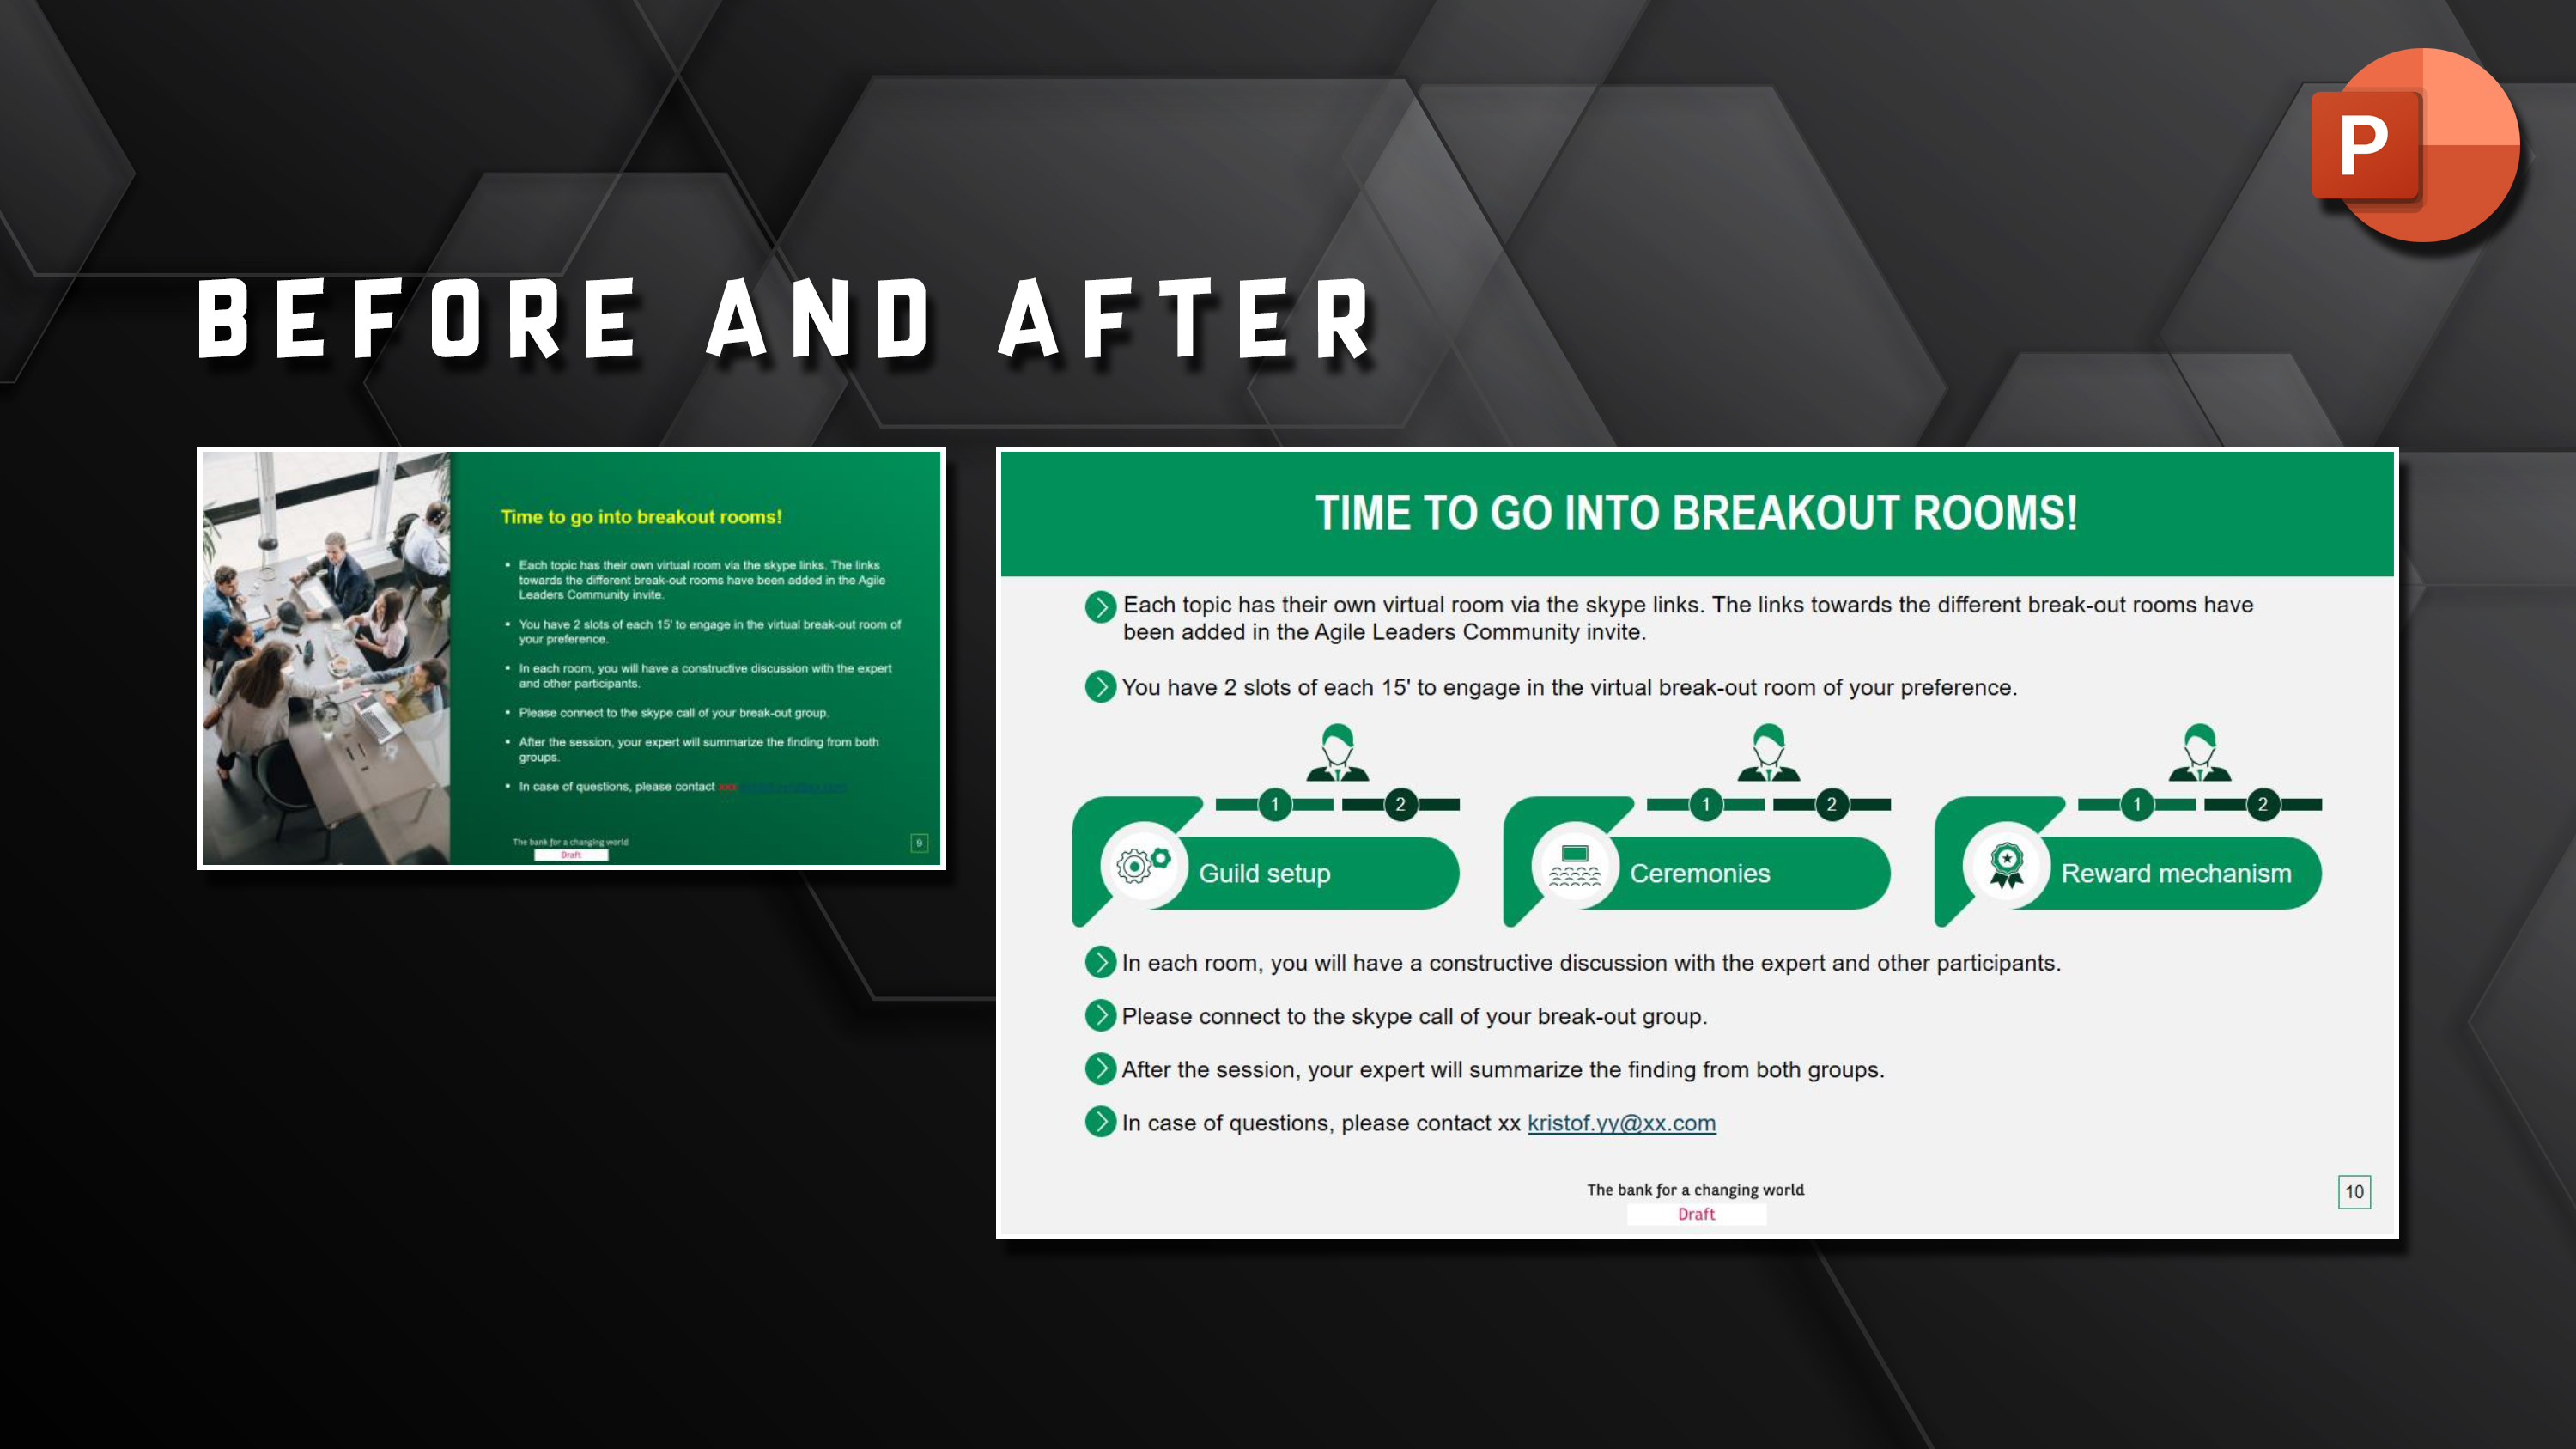 P
BEFORE AND AFTER
Time to go into breakout rooms!
▪ Each topic has their own virtual room via the skype links. The links
towards the different break-out rooms have been added in the Agile
Leaders Community invite.
▪ You have 2 slots of each 15' to engage in the virtual break-out room of
your preference.
▪ In each room, you will have a constructive discussion with the expert
and other participants.
▪ Please connect to the skype call of your break-out group.
▪ After the session, your expert will summarize the finding from both
groups.
▪ In case of questions, please contact xxx
The bank for a changing world
Draft
9
TIME TO GO INTO BREAKOUT ROOMS!
Each topic has their own virtual room via the skype links. The links towards the different break-out rooms have
been added in the Agile Leaders Community invite.
You have 2 slots of each 15' to engage in the virtual break-out room of your preference.
1 2 1 2 1 2
Guild setup Ceremonies Reward mechanism
In each room, you will have a constructive discussion with the expert and other participants.
Please connect to the skype call of your break-out group.
After the session, your expert will summarize the finding from both groups.
In case of questions, please contact xx kristof.yy@xx.com
The bank for a changing world
Draft
10